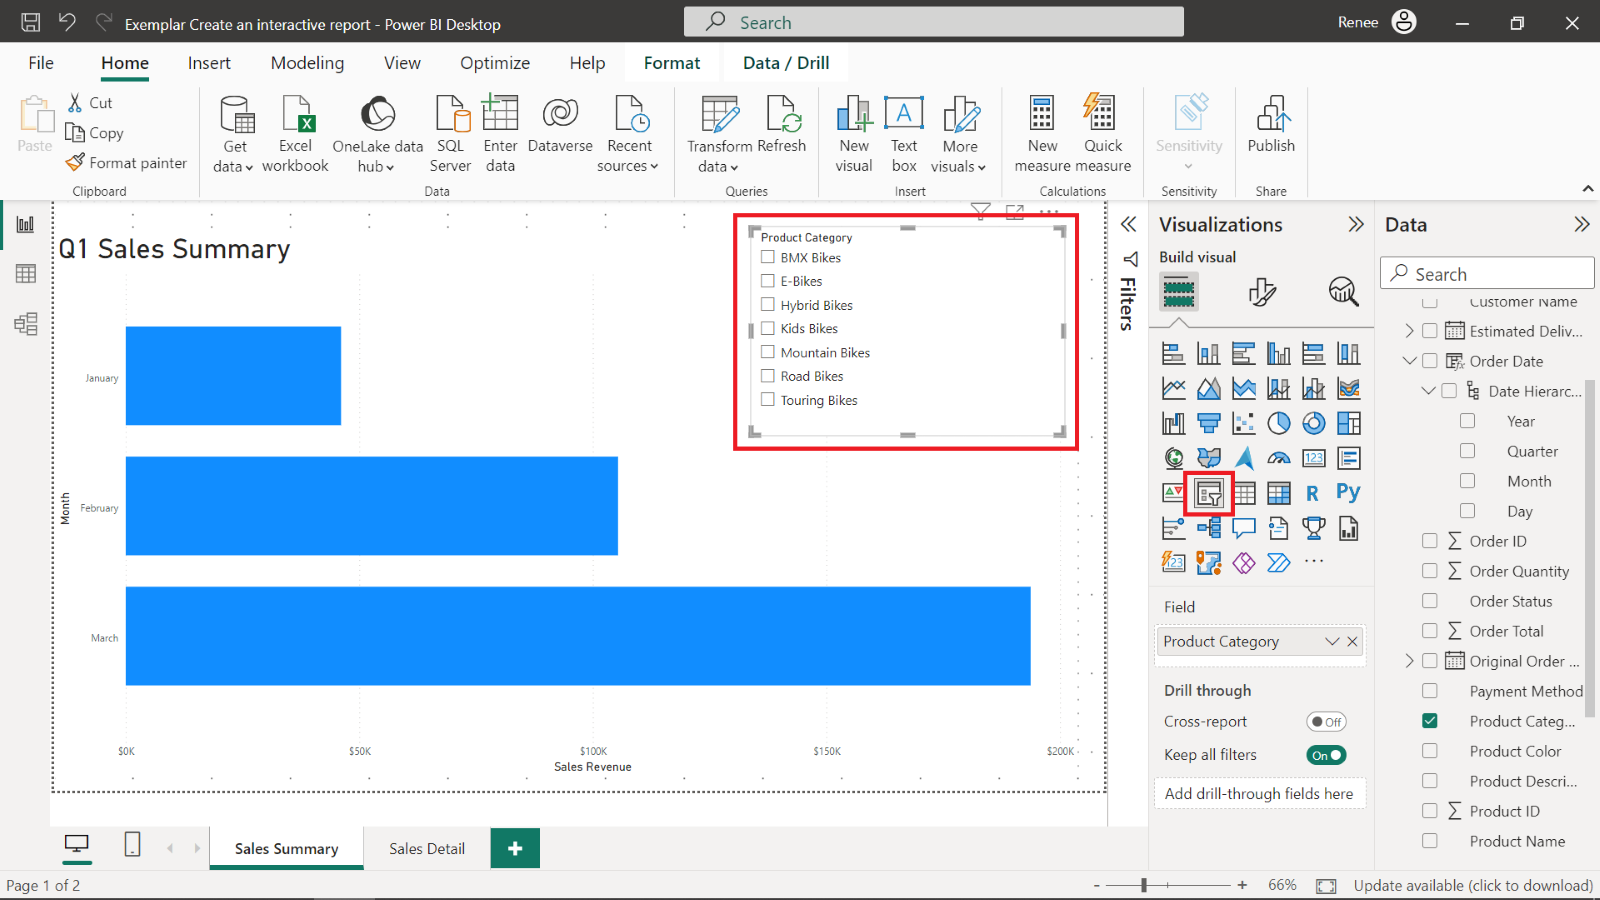 Exemplar Create an interactive report - Power BI Desktop
Search
Renee
File
Home
Insert
Modeling
View
Optimize
Help
Format
Data / Drill
Paste
Cut
Copy
Format painter
Clipboard
Get data
Excel workbook
OneLake data hub
SQL Server
Enter data
Dataverse
Recent sources
Data
Transform data
Refresh
Queries
New visual
Text box
More visuals
Insert
New measure
Quick measure
Calculations
Sensitivity
Sensitivity
Publish
Share
Q1 Sales Summary
Month
January
February
March
$0K
$50K
$100K
$150K
$200K
Sales Revenue
Product Category
BMX Bikes
E-Bikes
Hybrid Bikes
Kids Bikes
Mountain Bikes
Road Bikes
Touring Bikes
Filters
Visualizations
Build visual
123
R
Py
123
Field
Product Category
Drill through
Cross-report
Off
Keep all filters
On
Add drill-through fields here
Data
Search
Customer Name
Estimated Deliv...
Order Date
Date Hierarc...
Year
Quarter
Month
Day
Order ID
Order Quantity
Order Status
Order Total
Original Order ...
Payment Method
Product Categ...
Product Color
Product Descri...
Product ID
Product Name
Sales Summary
Sales Detail
Page 1 of 2
66%
Update available (click to download)